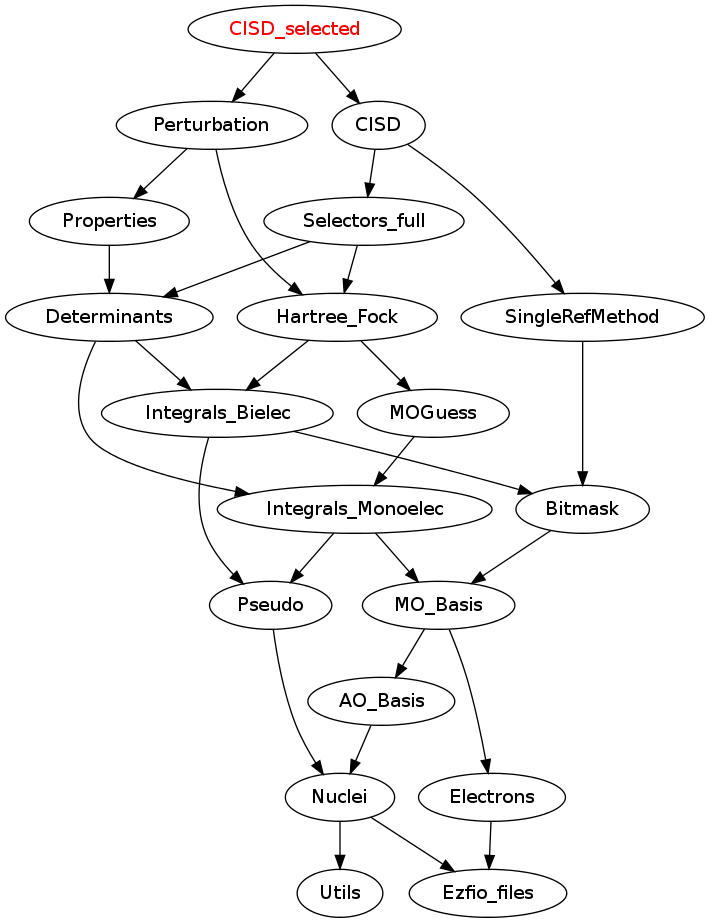 CISD_selected
Perturbation
CISD
Properties
Selectors_full
Determinants
Hartree_Fock
SingleRefMethod
Integrals_Bielec
MOGuess
Integrals_Monoelec
Bitmask
Pseudo
MO_Basis
AO_Basis
Nuclei
Electrons
Utils
Ezfio_files